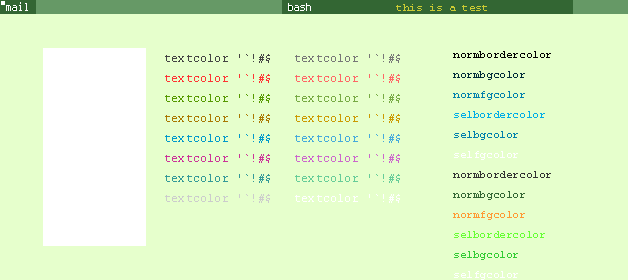 mail bash this is a test
textcolor '`!#$ textcolor '`!#$ normbordercolor
textcolor '`!#$ textcolor '`!#$ normbgcolor
textcolor '`!#$ textcolor '`!#$ normfgcolor
textcolor '`!#$ textcolor '`!#$ selbordercolor
textcolor '`!#$ textcolor '`!#$ selbgcolor
textcolor '`!#$ textcolor '`!#$ selfgcolor
textcolor '`!#$ textcolor '`!#$ normbordercolor
textcolor '`!#$ textcolor '`!#$ normbgcolor
normfgcolor
selbordercolor
selbgcolor
selfgcolor